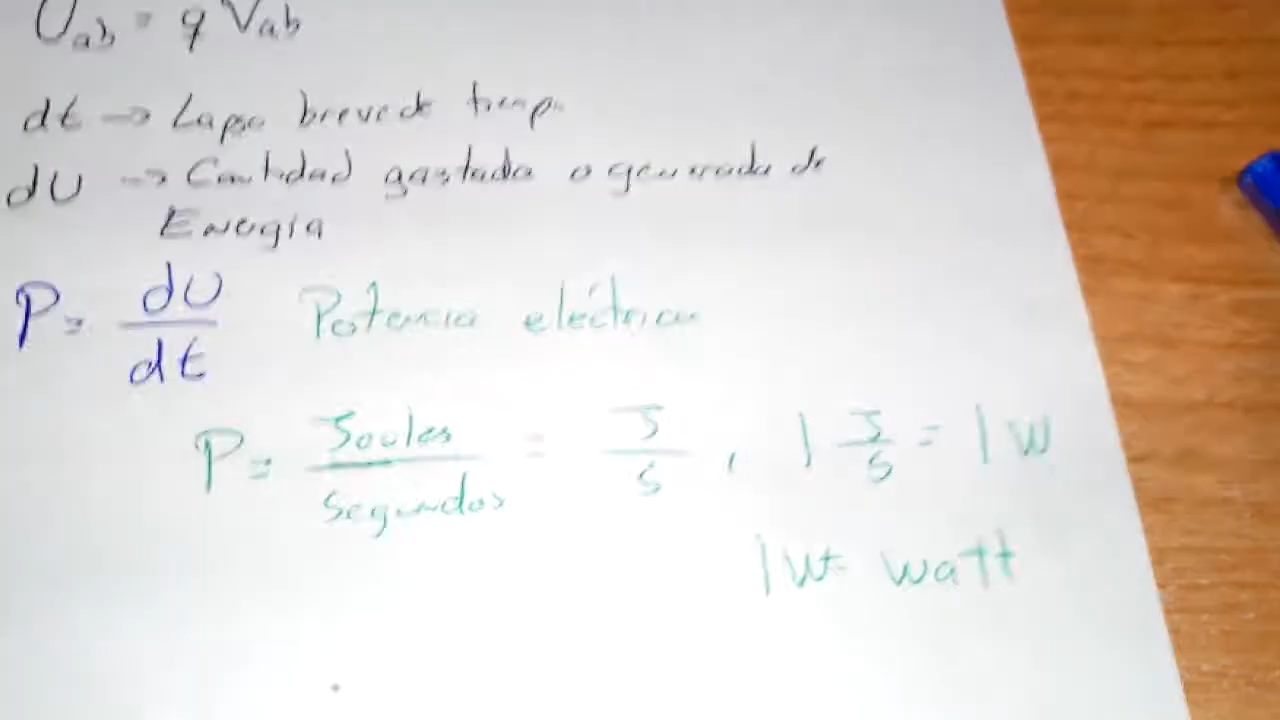 Uab = q Vab
dt → Lapso breve de tiempo
dU → Cantidad gastada o generada de
Energía
P = dU/dt Potencia eléctrica
P = Joules/segundos = J/s , 1 J/s = 1 W
1 W = watt